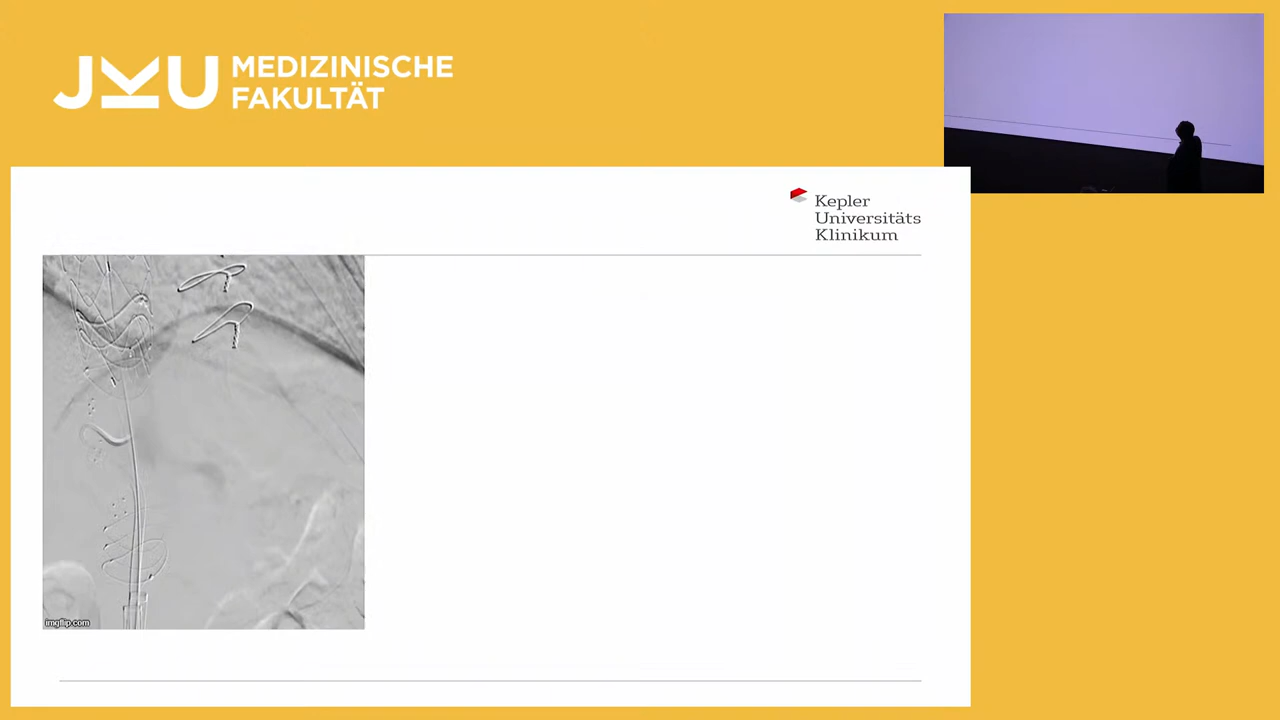 JKU MEDIZINISCHE
FAKULTÄT
Kepler
Universitäts
Klinikum
imgflip.com